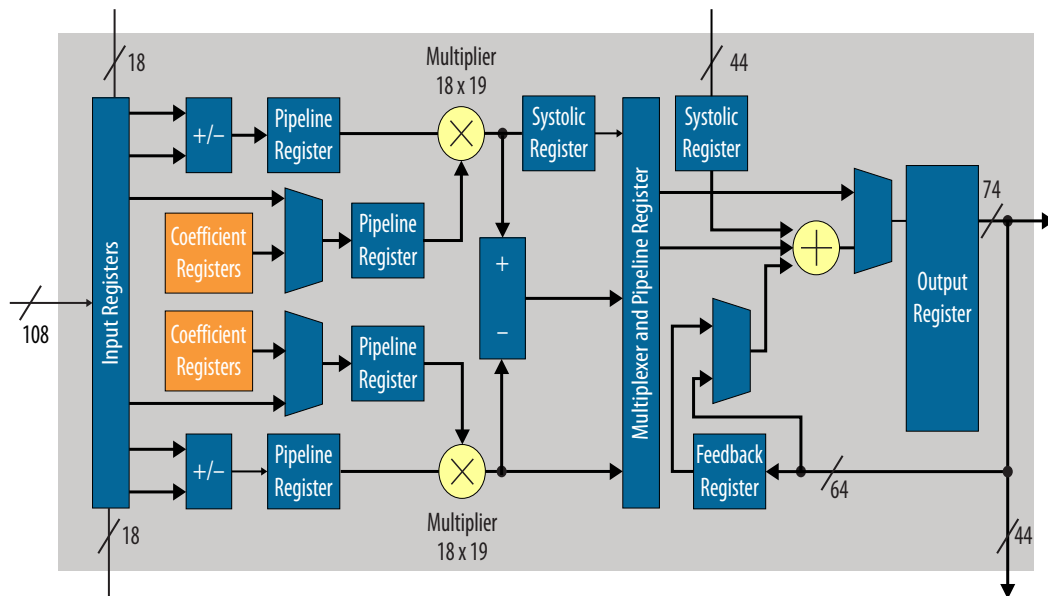 18
44
Multiplier
18 x 19
Input Registers
+/−
Pipeline
Register
Systolic
Register
Multiplexer and Pipeline Register
Systolic
Register
74
Coefficient
Registers
Pipeline
Register
+
−
Output
Register
108
Coefficient
Registers
Pipeline
Register
+/−
Pipeline
Register
Feedback
Register
64
18
Multiplier
18 x 19
44